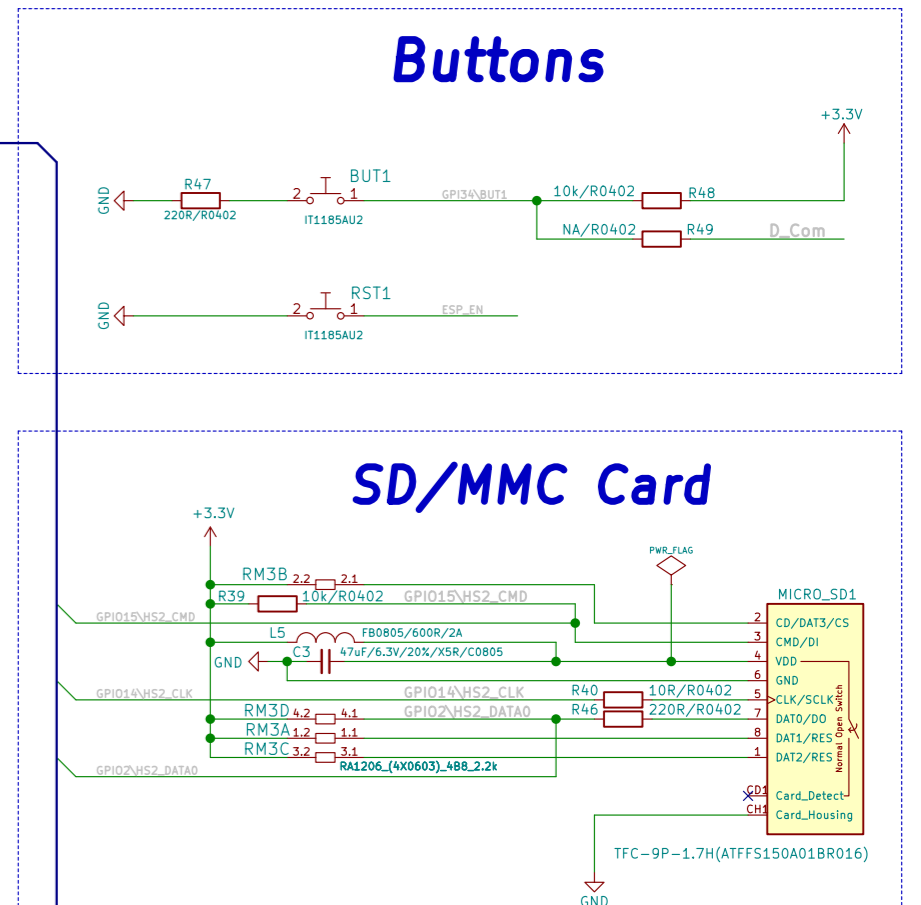 Buttons
+3.3V
GND
R47
220R/R0402
2
1
BUT1
IT1185AU2
GPI34\BUT1
10k/R0402
R48
NA/R0402
R49
D_Com
GND
2
1
RST1
IT1185AU2
ESP_EN
SD/MMC Card
+3.3V
PWR_FLAG
RM3B
2.2
2.1
R39
10k/R0402
GPIO15\HS2_CMD
GPIO15\HS2_CMD
L5
FB0805/600R/2A
GND
C3
47uF/6.3V/20%/X5R/C0805
GPIO14\HS2_CLK
GPIO14\HS2_CLK
R40
10R/R0402
RM3D
4.2
4.1
GPIO2\HS2_DATA0
R46
220R/R0402
RM3A
1.2
1.1
RM3C
3.2
3.1
RA1206_(4X0603)_4B8_2.2k
GPIO2\HS2_DATA0
MICRO_SD1
2 CD/DAT3/CS
3 CMD/DI
4 VDD
6 GND
5 CLK/SCLK
7 DAT0/DO
8 DAT1/RES
1 DAT2/RES
Normal Open Switch
CD1 Card_Detect
CH1 Card_Housing
TFC-9P-1.7H(ATFFS150A01BR016)
GND